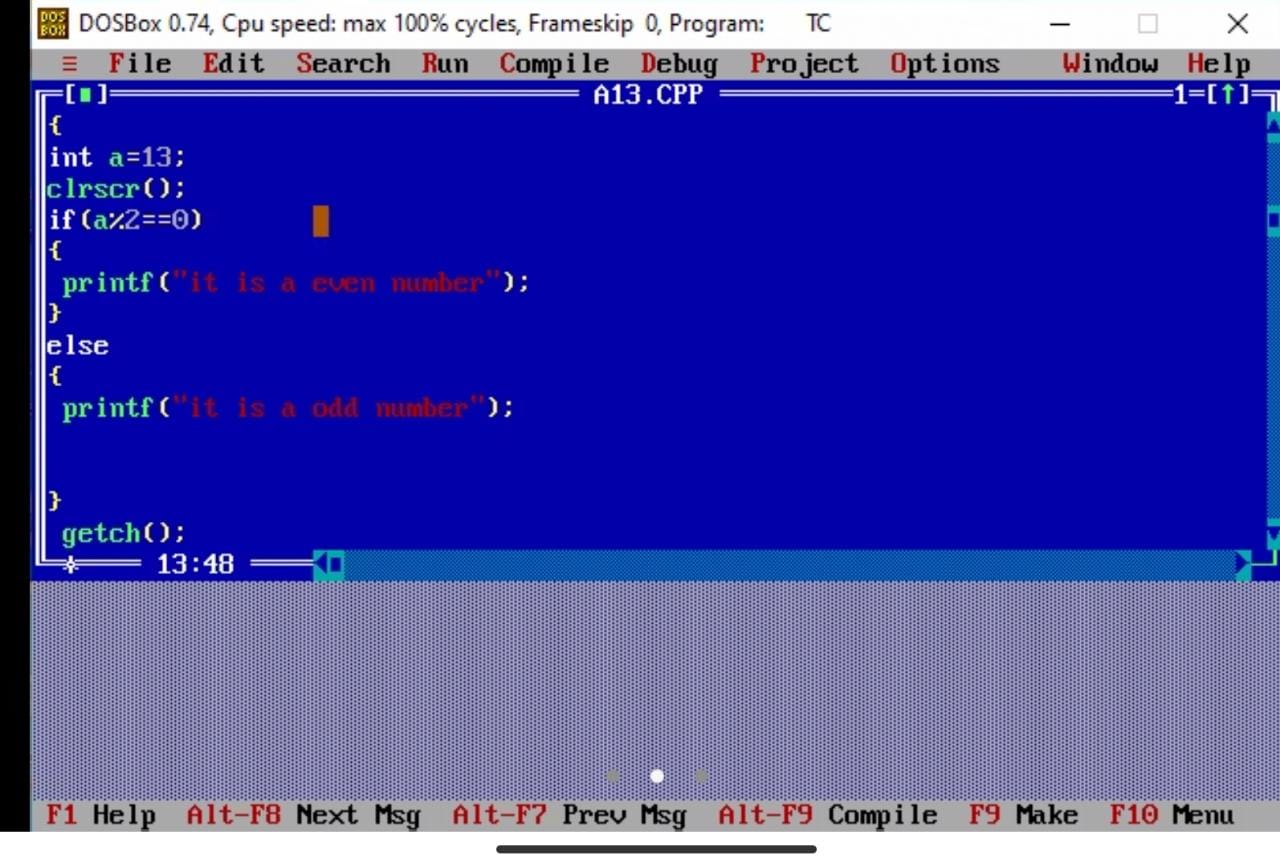 DOSBox 0.74, Cpu speed: max 100% cycles, Frameskip 0, Program: TC
≡ File Edit Search Run Compile Debug Project Options Window Help
[■] A13.CPP 1=[↑]
{
int a=13;
clrscr();
if(a%2==0)
{
printf("it is a even number");
}
else
{
printf("it is a odd number");
}
getch();
13:48
F1 Help Alt-F8 Next Msg Alt-F7 Prev Msg Alt-F9 Compile F9 Make F10 Menu